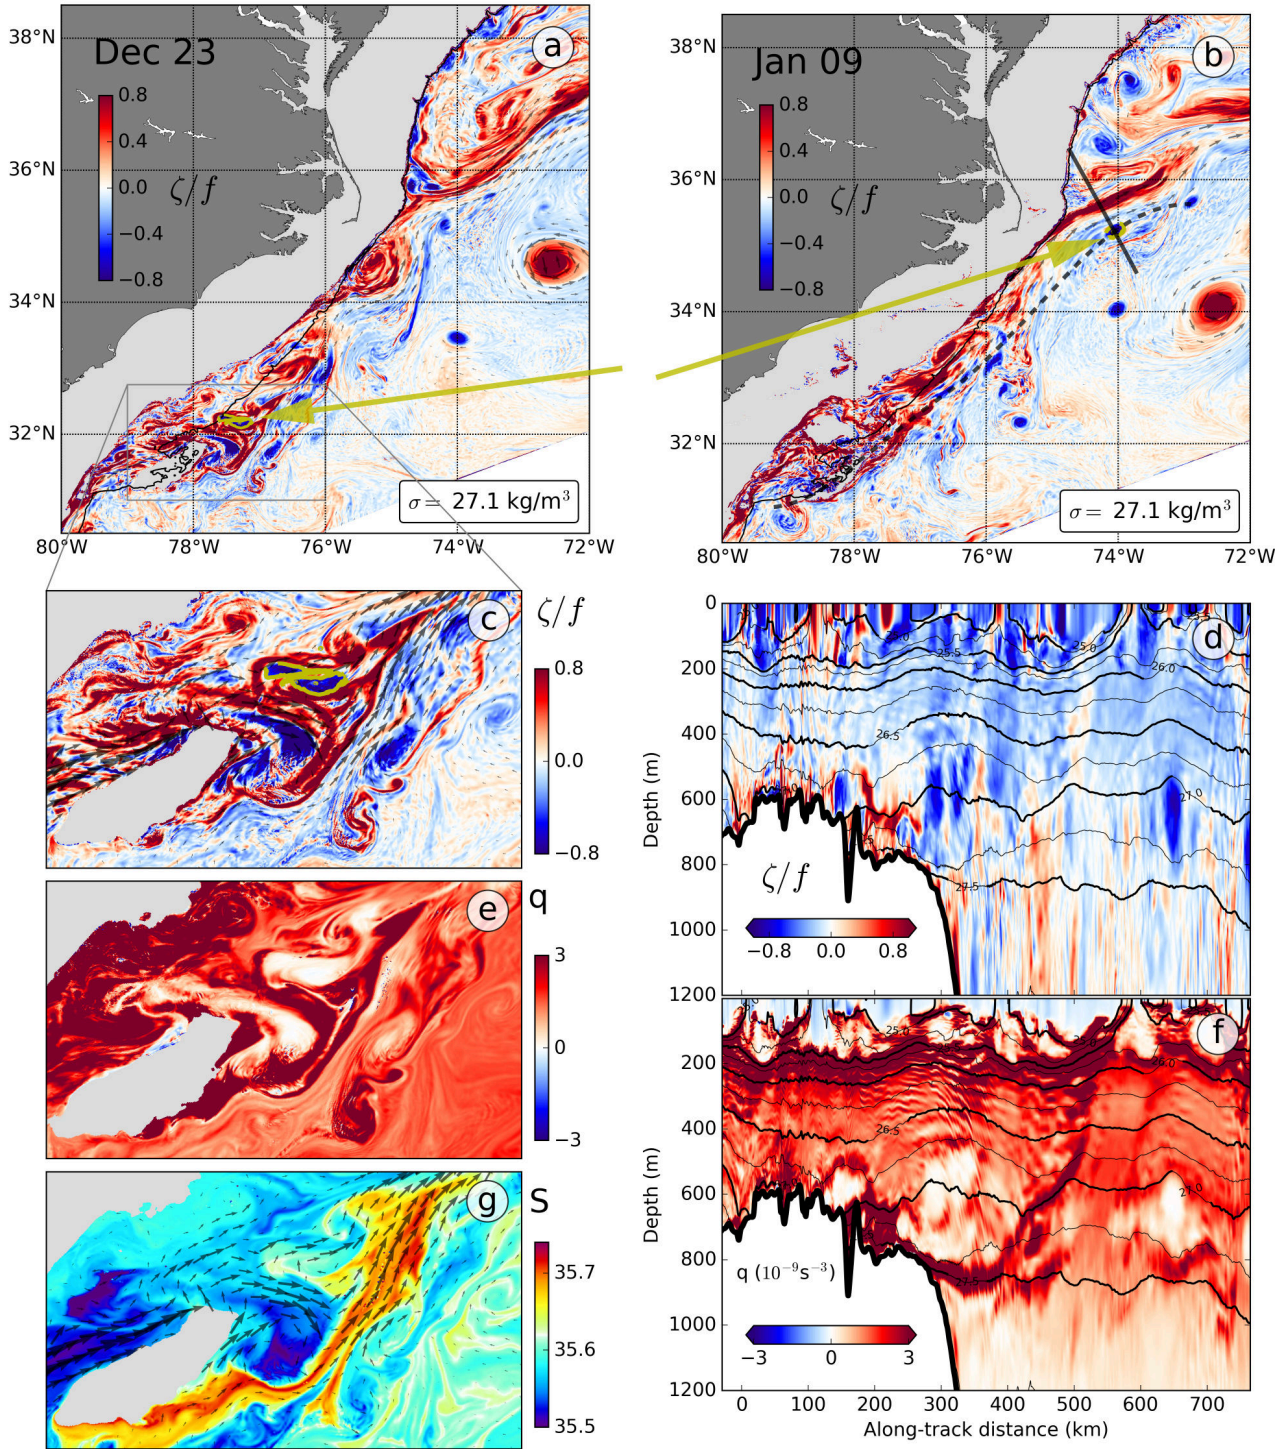 Dec 23
a
0.8
0.4
0.0
−0.4
−0.8
ζ/f
38°N
36°N
34°N
32°N
80°W
78°W
76°W
74°W
72°W
σ = 27.1 kg/m³
Jan 09
b
0.8
0.4
0.0
−0.4
−0.8
ζ/f
38°N
36°N
34°N
32°N
80°W
78°W
76°W
74°W
72°W
σ = 27.1 kg/m³
c
ζ/f
0.8
0.0
−0.8
d
0
200
400
600
800
1000
1200
Depth (m)
25.0
25.5
26.0
26.5
27.0
27.5
ζ/f
−0.8
0.0
0.8
e
q
3
0
−3
f
200
400
600
800
1000
1200
Depth (m)
25.0
25.5
26.0
26.5
27.0
27.5
q (10⁻⁹s⁻³)
−3
0
3
0
100
200
300
400
500
600
700
Along-track distance (km)
g
S
35.7
35.6
35.5